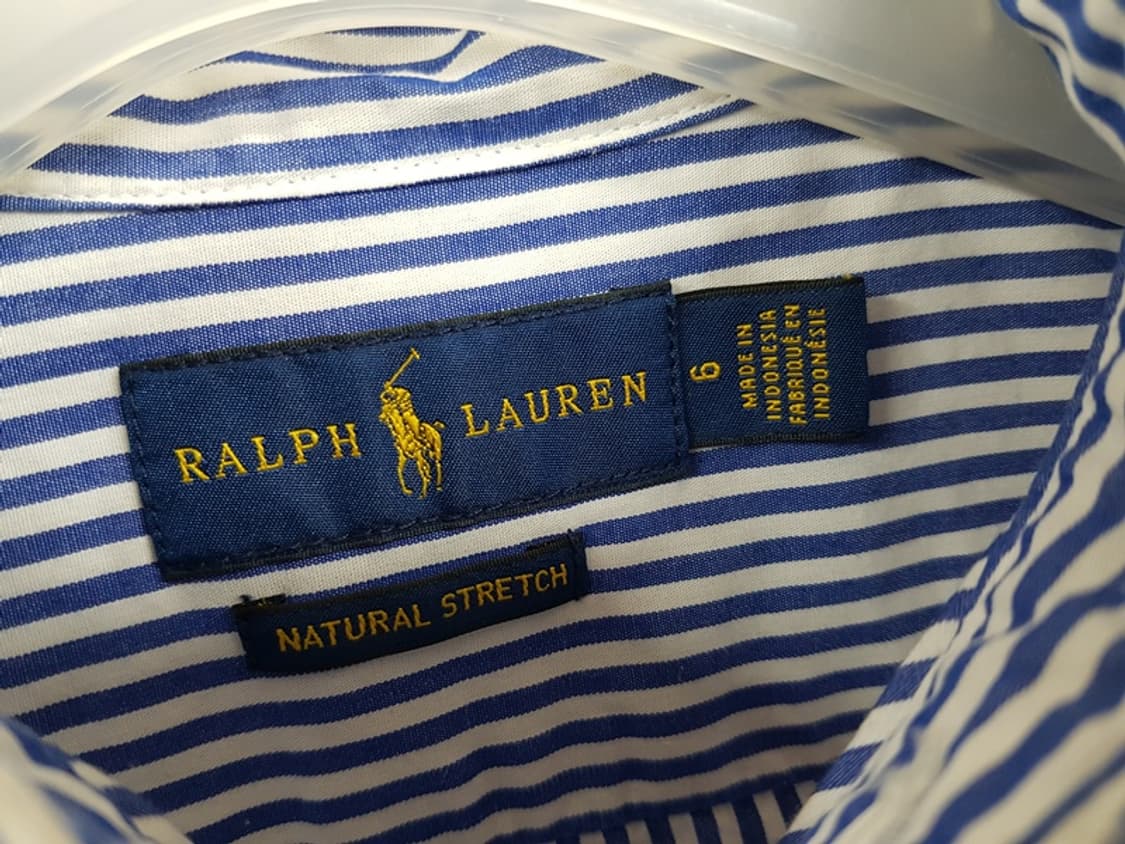 RALPH LAUREN
6
MADE IN
INDONESIA
FABRIQUÉ EN
INDONÉSIE
NATURAL STRETCH